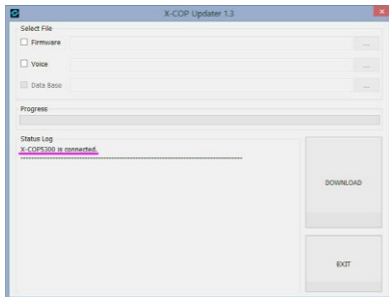 X-COP Updater 1.3
Select File
Firmware
...
Voice
...
Data Base
...
Progress
Status Log
X-COP5300 is connected.
DOWNLOAD
EXIT